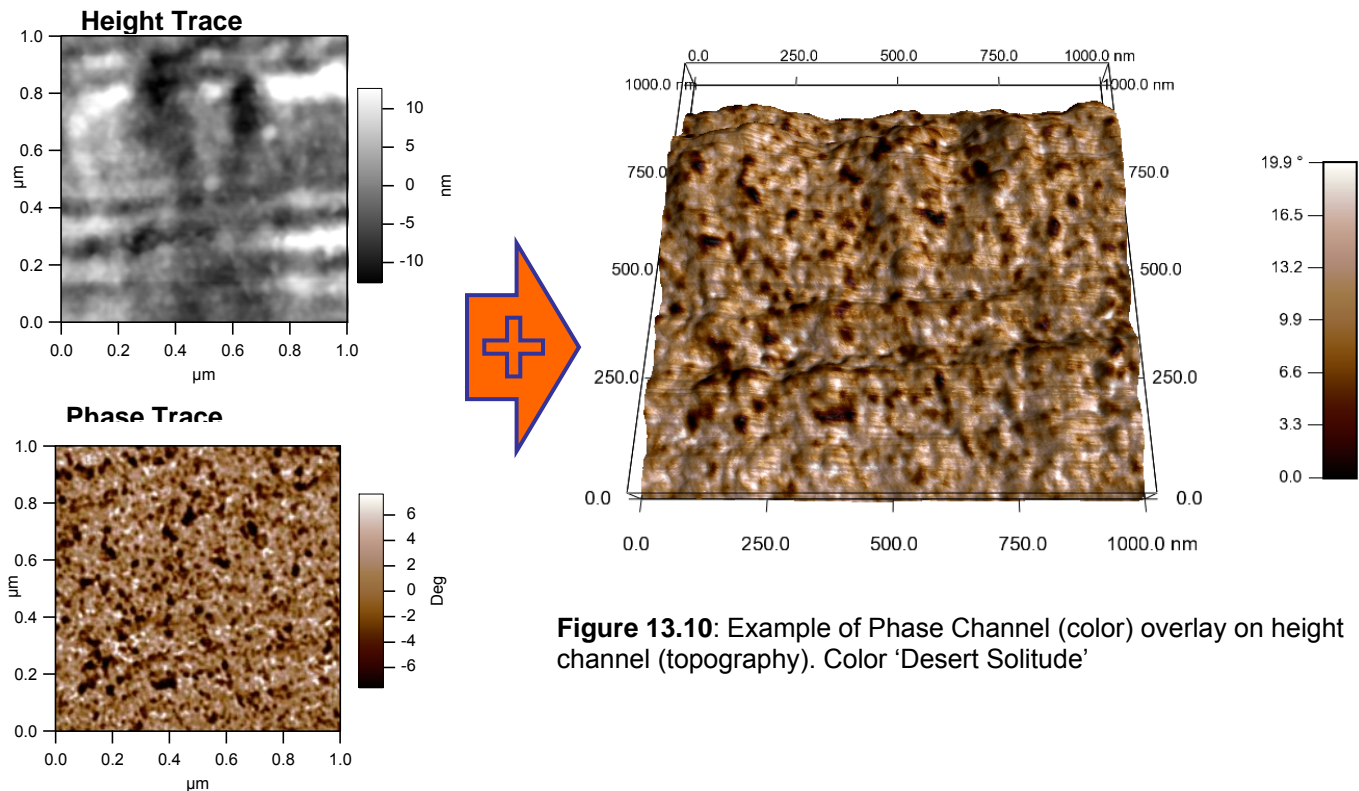 Height Trace
1.0
0.8
0.6
0.4
0.2
0.0
µm
0.0 0.2 0.4 0.6 0.8 1.0
µm
10
5
0
-5
-10
nm
Phase Trace
1.0
0.8
0.6
0.4
0.2
0.0
µm
0.0 0.2 0.4 0.6 0.8 1.0
µm
6
4
2
0
-2
-4
-6
Deg
0.0 250.0 500.0 750.0 1000.0 nm
1000.0 nm 1000.0 nm
750.0 750.0
500.0 500.0
250.0 250.0
0.0 0.0
0.0 250.0 500.0 750.0 1000.0 nm
19.9 °
16.5
13.2
9.9
6.6
3.3
0.0
Figure 13.10: Example of Phase Channel (color) overlay on height
channel (topography). Color ‘Desert Solitude’